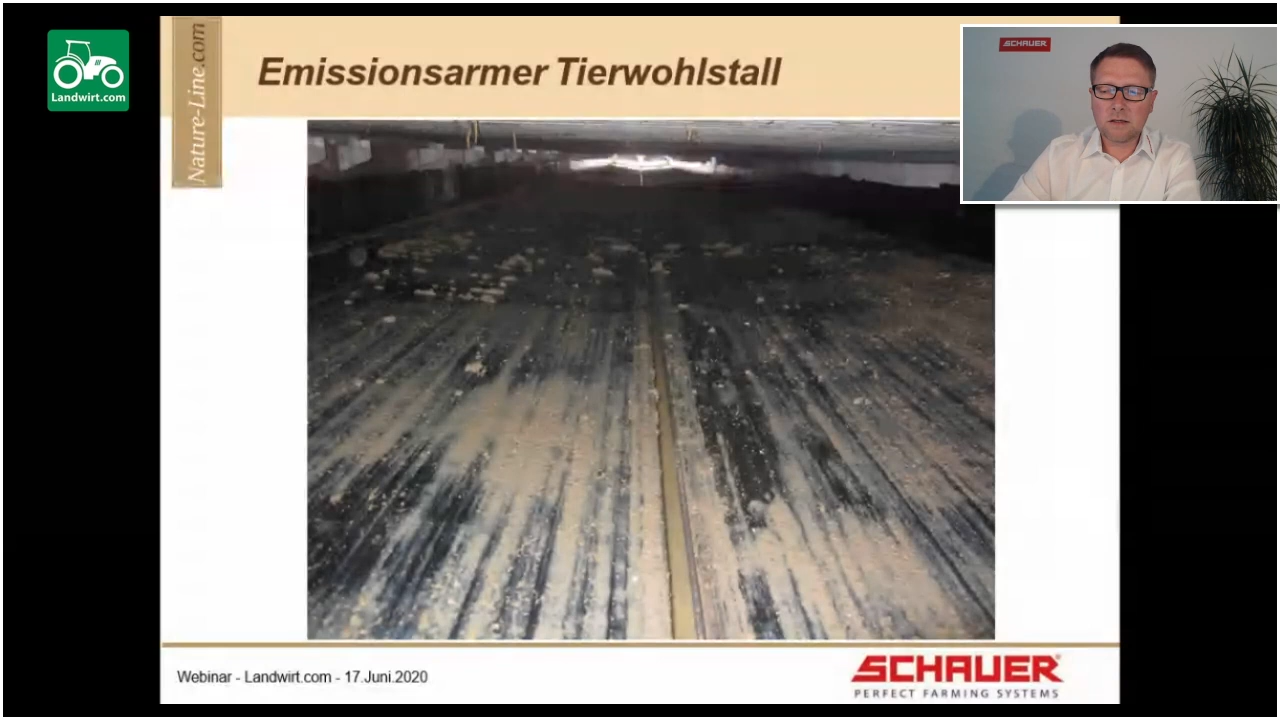 Landwirt.com
Nature-Line.com
Emissionsarmer Tierwohlstall
SCHAUER
Webinar - Landwirt.com - 17.Juni.2020
SCHAUER
PERFECT FARMING SYSTEMS